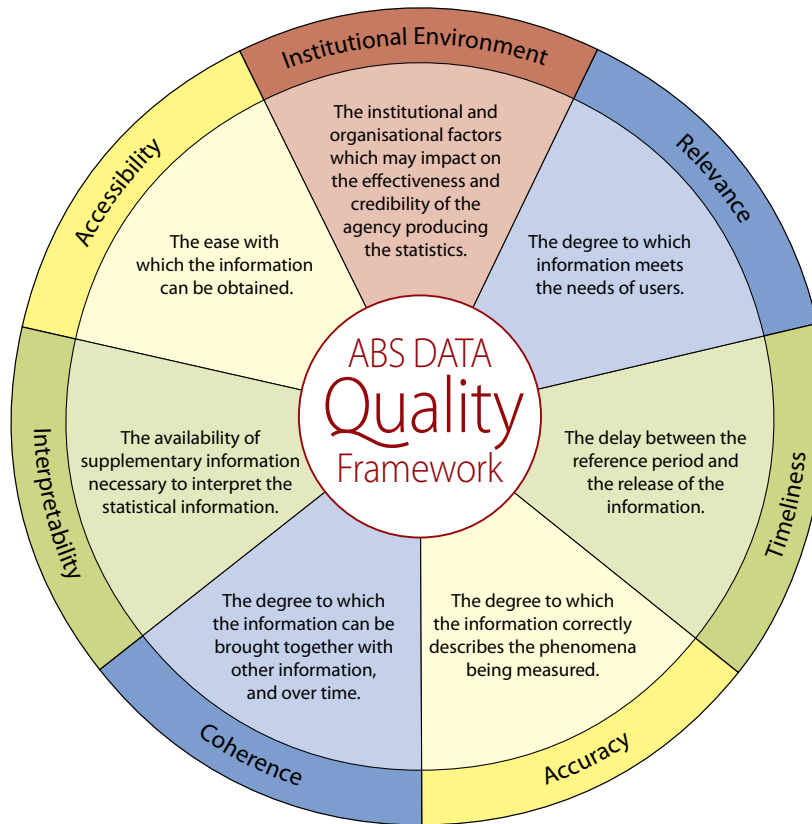 Institutional Environment
The institutional and
organisational factors
which may impact on
the effectiveness and
credibility of the
agency producing
the statistics.
Relevance
The degree to which
information meets
the needs of users.
Timeliness
The delay between the
reference period and
the release of the
information.
Accuracy
The degree to which
the information correctly
describes the phenomena
being measured.
Coherence
The degree to which
the information can be
brought together with
other information,
and over time.
Interpretability
The availability of
supplementary information
necessary to interpret the
statistical information.
Accessibility
The ease with
which the information
can be obtained.
ABS DATA
Quality
Framework